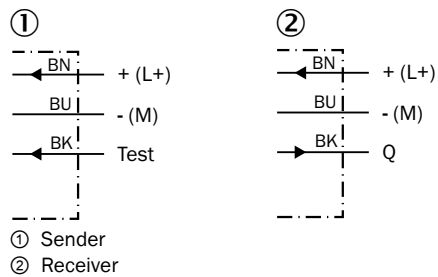 ① ②
BN + (L+) BN + (L+)
BU - (M) BU - (M)
BK Test BK Q
① Sender
② Receiver